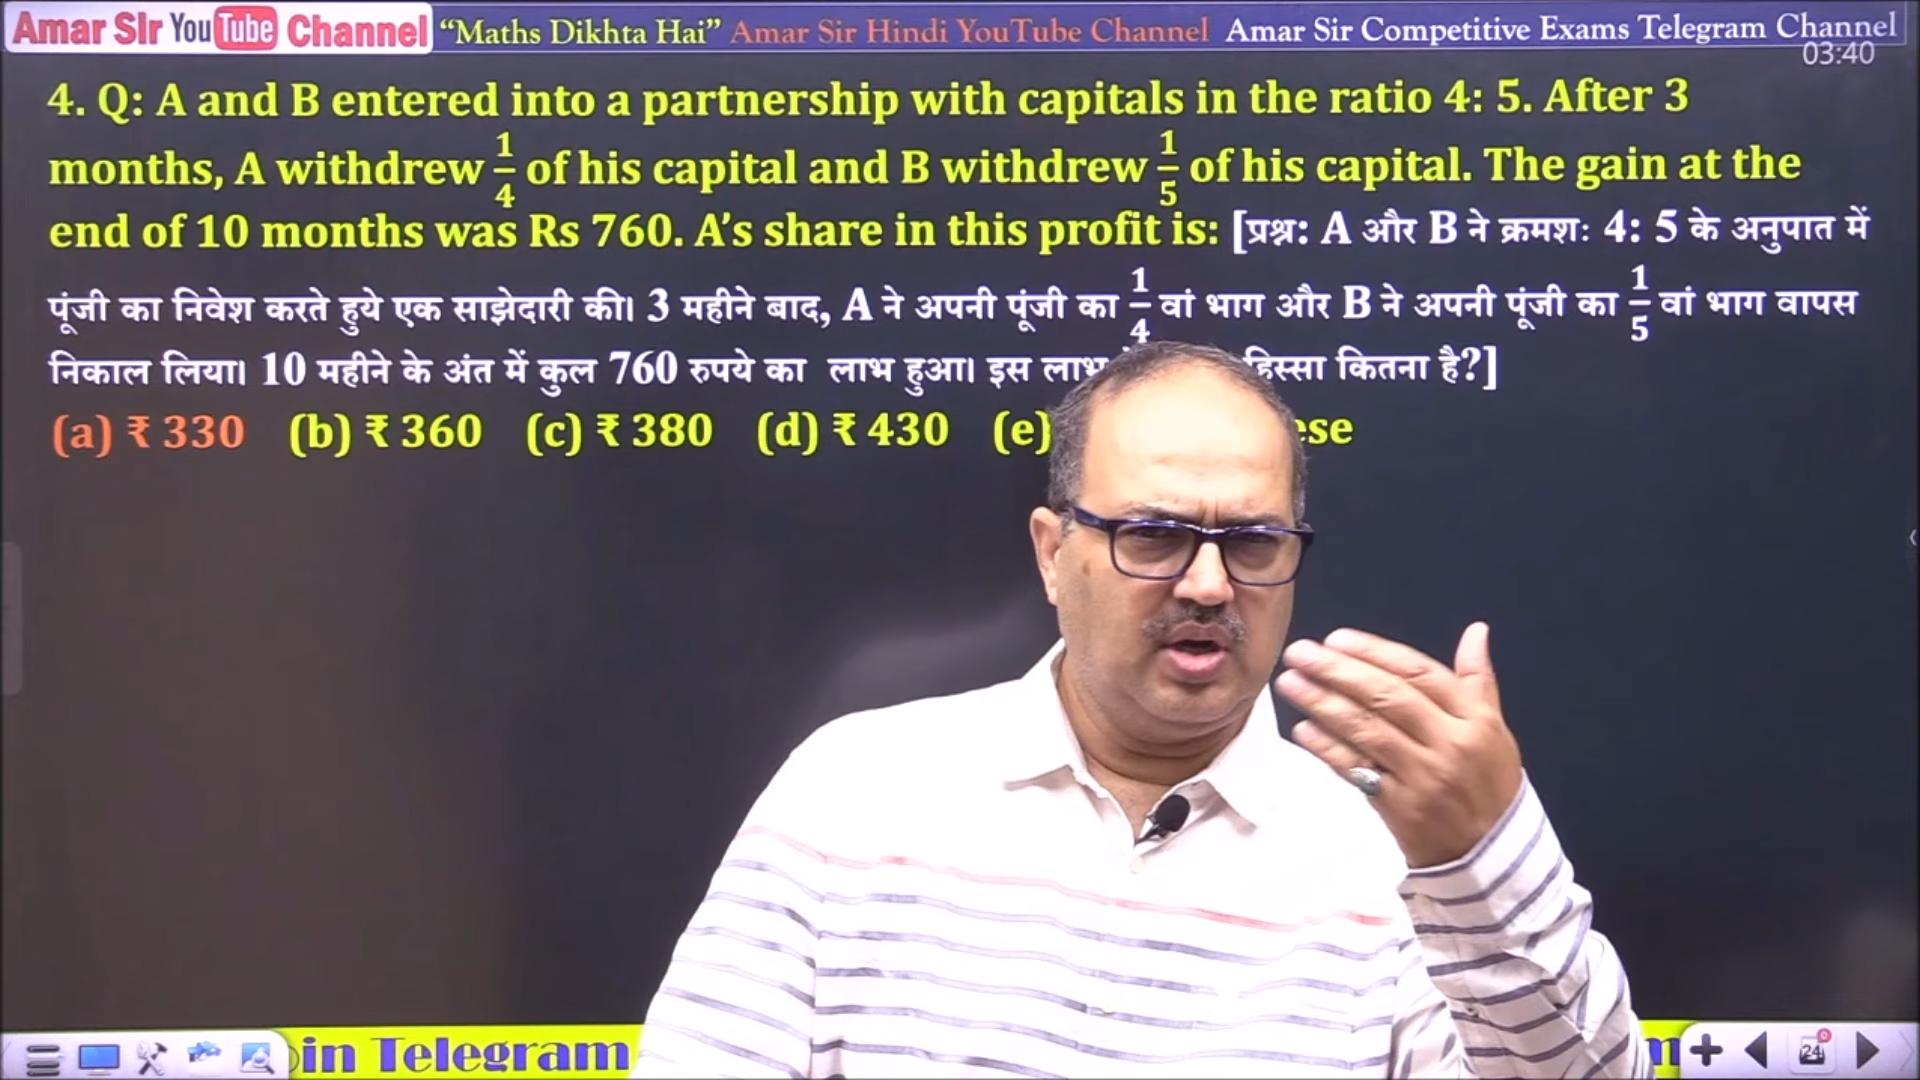 Amar Sir YouTube Channel "Maths Dikhta Hai" Amar Sir Hindi YouTube Channel Amar Sir Competitive Exams Telegram Channel
03:40
4. Q: A and B entered into a partnership with capitals in the ratio 4: 5. After 3
months, A withdrew 1/4 of his capital and B withdrew 1/5 of his capital. The gain at the
end of 10 months was Rs 760. A's share in this profit is: [प्रश्न: A और B ने क्रमशः 4: 5 के अनुपात में
पूंजी का निवेश करते हुये एक साझेदारी की। 3 महीने बाद, A ने अपनी पूंजी का 1/4 वां भाग और B ने अपनी पूंजी का 1/5 वां भाग वापस
निकाल लिया। 10 महीने के अंत में कुल 760 रुपये का लाभ हुआ। इस लाभ हिस्सा कितना है?]
(a) ₹ 330 (b) ₹ 360 (c) ₹ 380 (d) ₹ 430 (e)
in Telegram
24
0